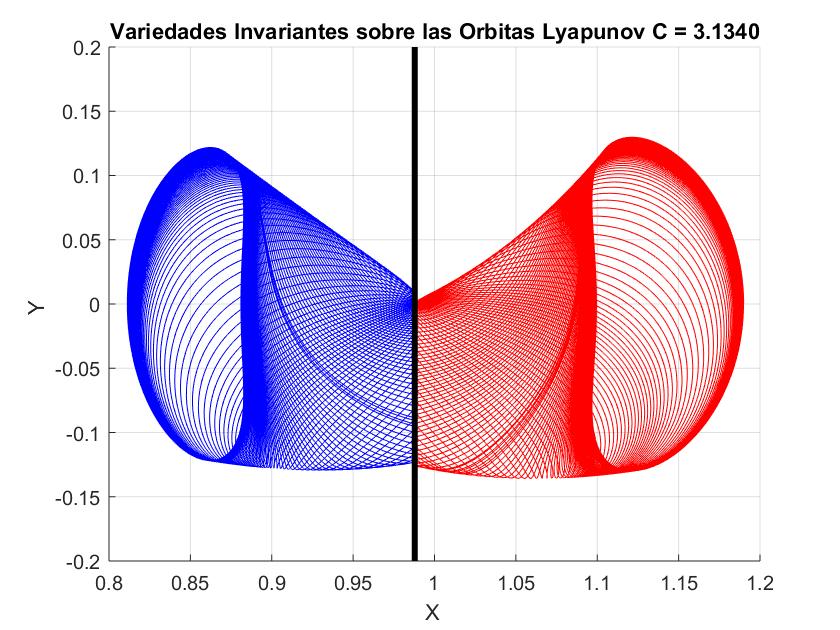 Variedades Invariantes sobre las Orbitas Lyapunov C = 3.1340
0.2
0.15
0.1
0.05
0
-0.05
-0.1
-0.15
-0.2
Y
0.8 0.85 0.9 0.95 1 1.05 1.1 1.15 1.2
X